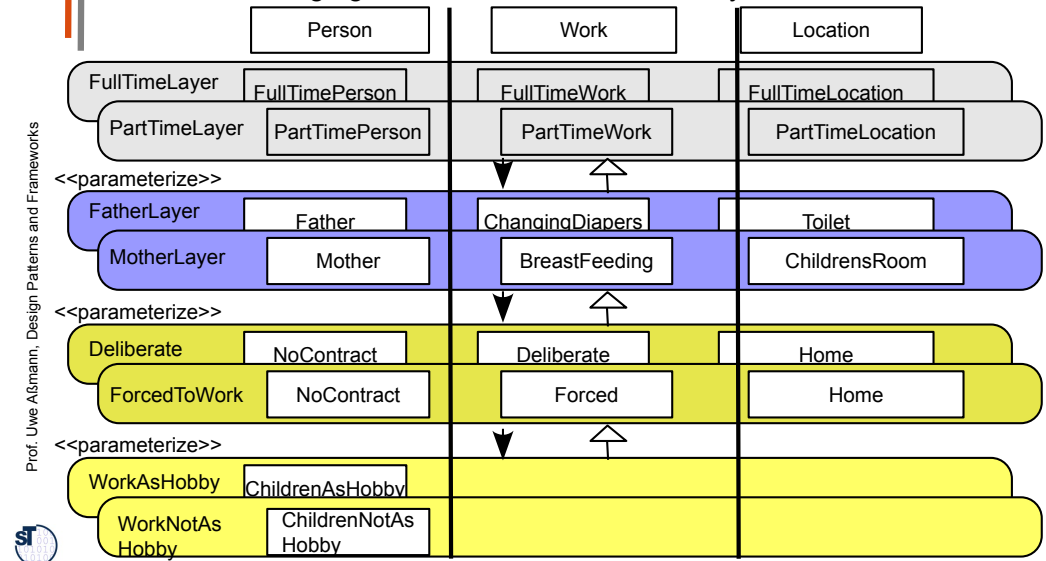 Person
Work
Location
FullTimeLayer
FullTimePerson
FullTimeWork
FullTimeLocation
PartTimeLayer
PartTimePerson
PartTimeWork
PartTimeLocation
<<parameterize>>
FatherLayer
Father
ChangingDiapers
Toilet
MotherLayer
Mother
BreastFeeding
ChildrensRoom
<<parameterize>>
Deliberate
NoContract
Deliberate
Home
ForcedToWork
NoContract
Forced
Home
<<parameterize>>
WorkAsHobby
ChildrenAsHobby
WorkNotAs
Hobby
ChildrenNotAs
Hobby
Prof. Uwe Aßmann, Design Patterns and Frameworks
sT